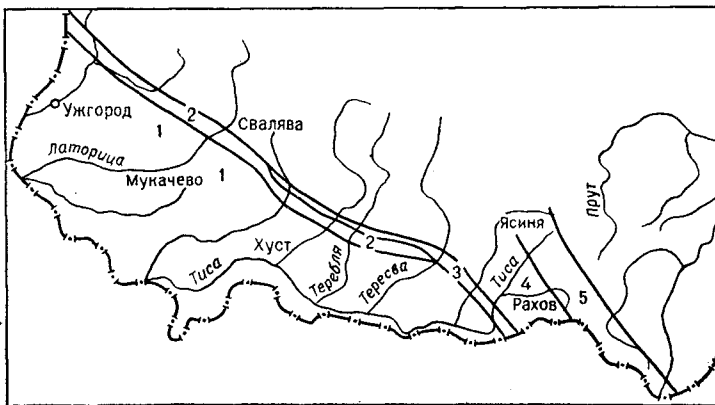 Ужгород
2
1
Свалява
Латорица
Мукачево
1
Прут
Ясиня
Хуст
2
Тиса
Теребля
Тересва
3
Тиса
4
Рахов
5